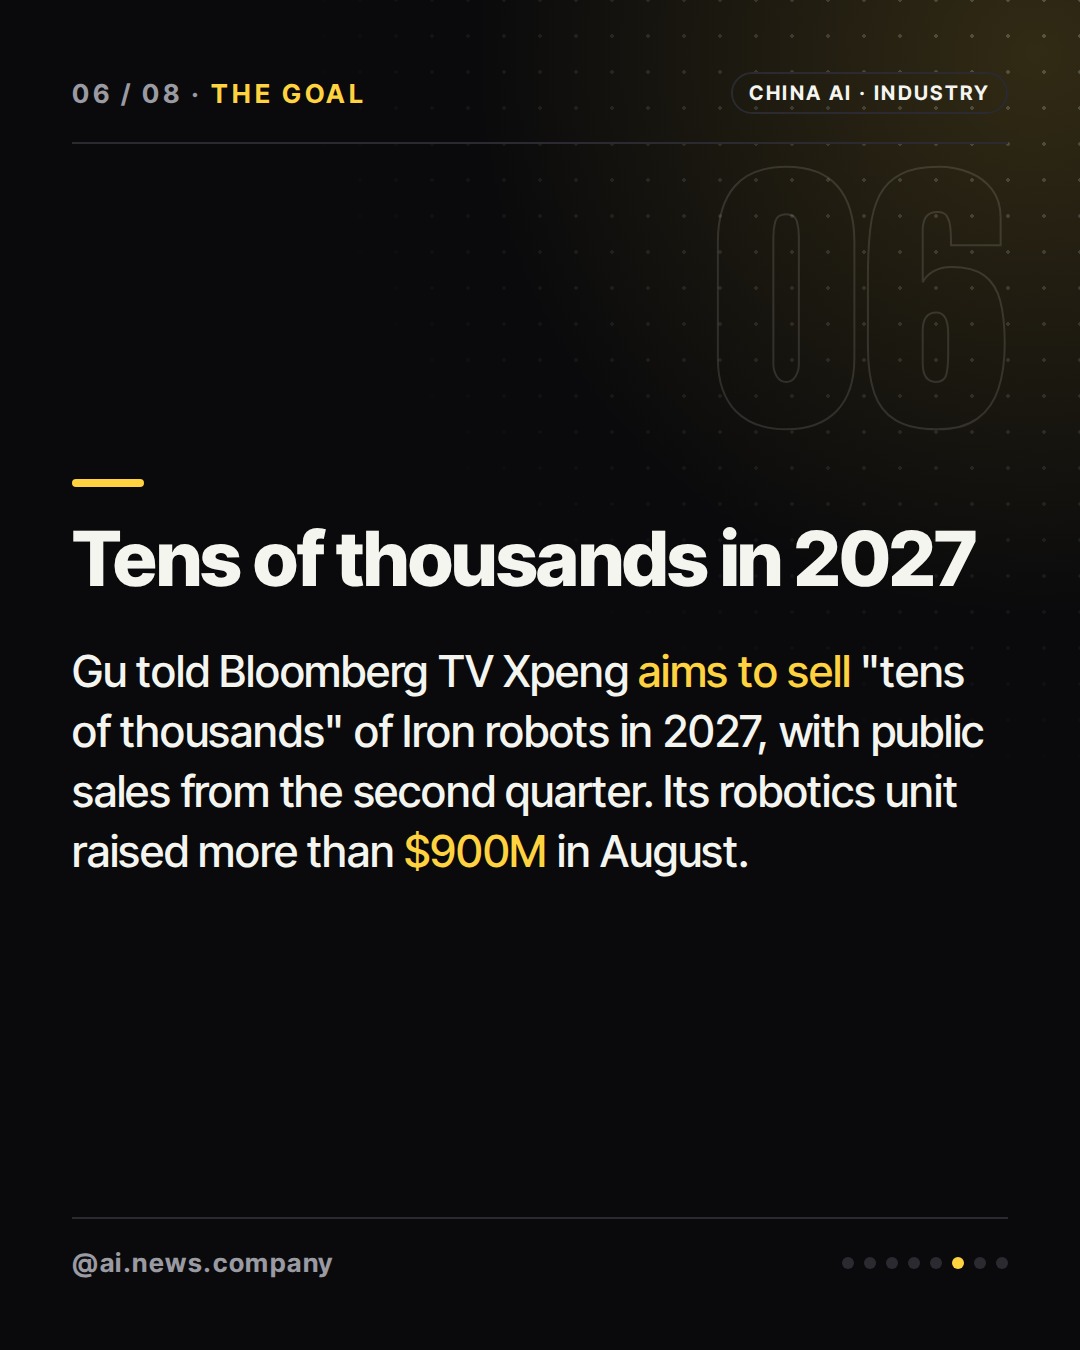 06 / 08 · THE GOAL
CHINA AI · INDUSTRY
06
Tens of thousands in 2027
Gu told Bloomberg TV Xpeng aims to sell "tens
of thousands" of Iron robots in 2027, with public
sales from the second quarter. Its robotics unit
raised more than $900M in August.
@ai.news.company